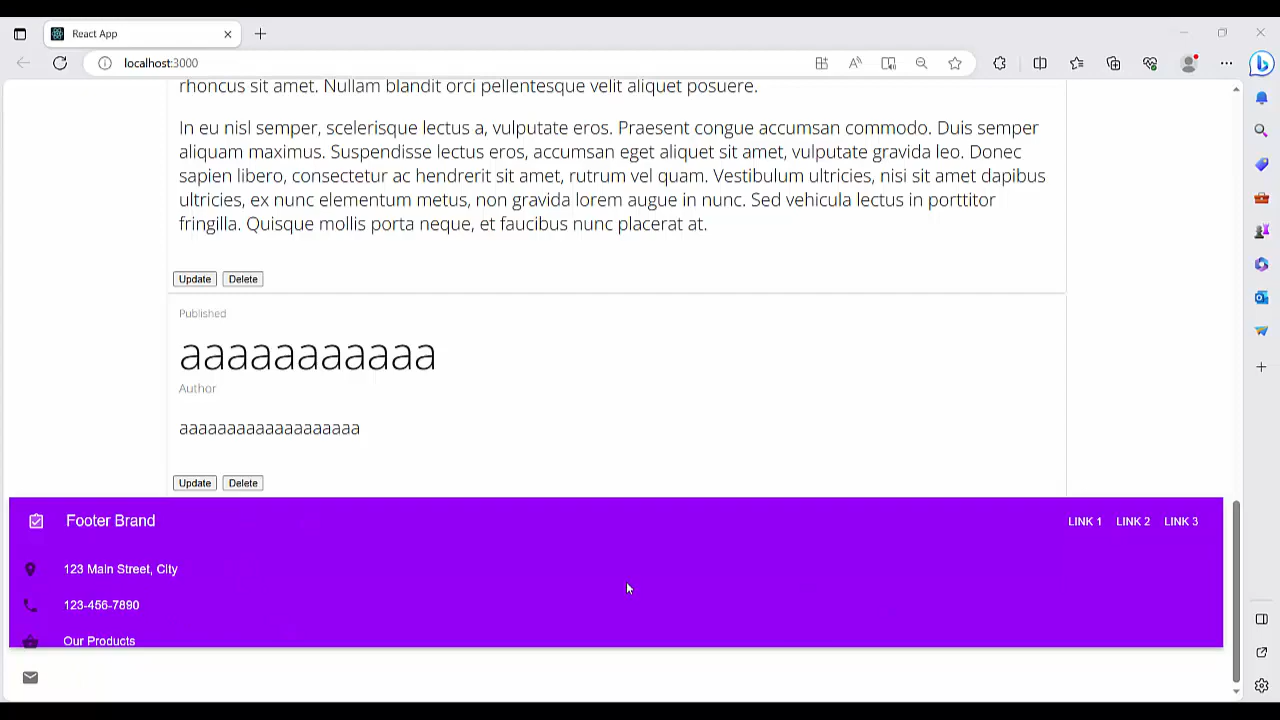 React App
localhost:3000
rhoncus sit amet. Nullam blandit orci pellentesque velit aliquet posuere.
In eu nisl semper, scelerisque lectus a, vulputate eros. Praesent congue accumsan commodo. Duis semper
aliquam maximus. Suspendisse lectus eros, accumsan eget aliquet sit amet, vulputate gravida leo. Donec
sapien libero, consectetur ac hendrerit sit amet, rutrum vel quam. Vestibulum ultricies, nisi sit amet dapibus
ultricies, ex nunc elementum metus, non gravida lorem augue in nunc. Sed vehicula lectus in porttitor
fringilla. Quisque mollis porta neque, et faucibus nunc placerat at.
Update Delete
Published
aaaaaaaaaaa
Author
aaaaaaaaaaaaaaaaaaa
Update Delete
Footer Brand LINK 1 LINK 2 LINK 3
123 Main Street, City
123-456-7890
Our Products